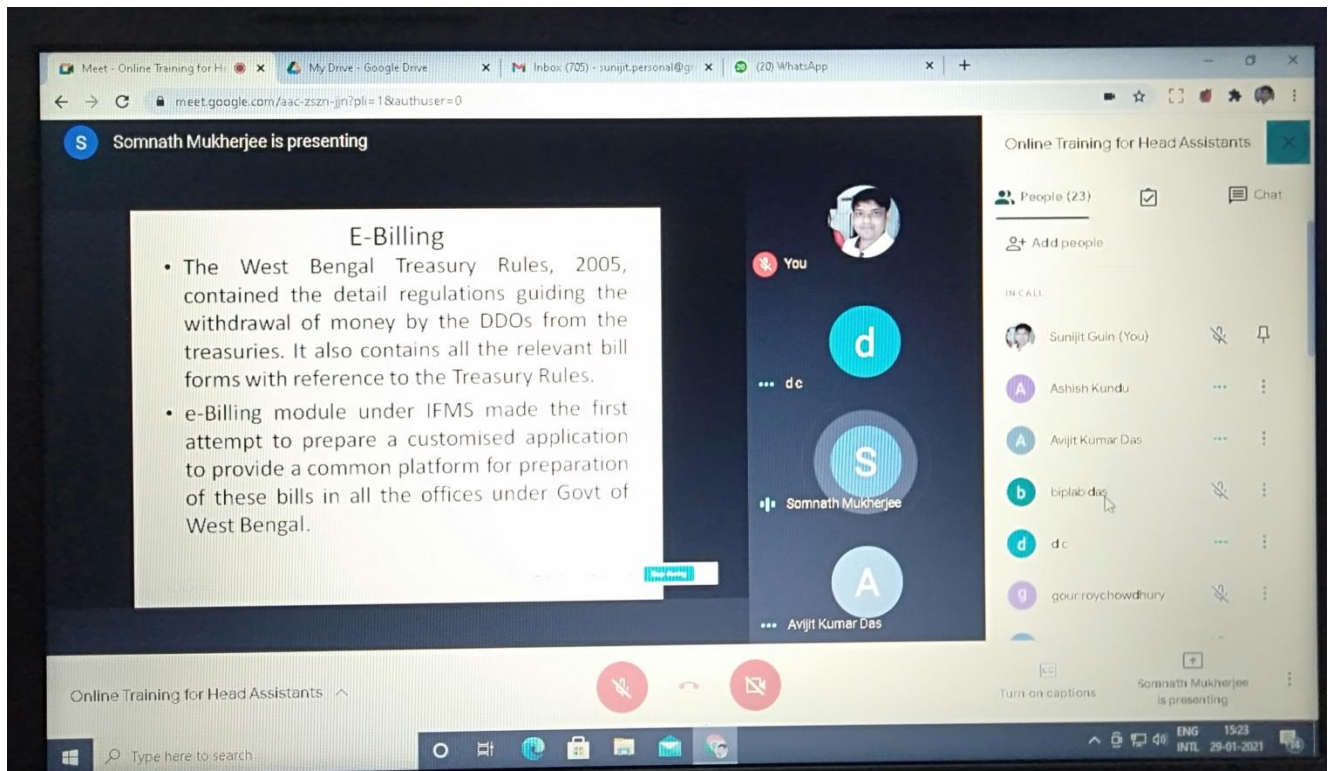 Meet - Online Training for He
My Drive - Google Drive
Inbox (705) - sunijit.personal@gm
(20) WhatsApp
meet.google.com/aac-zszn-jjn?pli=1&authuser=0
S Somnath Mukherjee is presenting
E-Billing
• The West Bengal Treasury Rules, 2005,
contained the detail regulations guiding the
withdrawal of money by the DDOs from the
treasuries. It also contains all the relevant bill
forms with reference to the Treasury Rules.
• e-Billing module under IFMS made the first
attempt to prepare a customised application
to provide a common platform for preparation
of these bills in all the offices under Govt of
West Bengal.
You
d
d c
S
Somnath Mukherjee
A
Avijit Kumar Das
Online Training for Head Assistants
People (23)
Chat
Add people
IN CALL
Sunijit Guin (You)
A Ashish Kundu
A Avijit Kumar Das
b biplab das
d d c
g gour roychowdhury
Online Training for Head Assistants
Turn on captions
Somnath Mukherjee
is presenting
Type here to search
ENG
INTL
15:23
29-01-2021
14